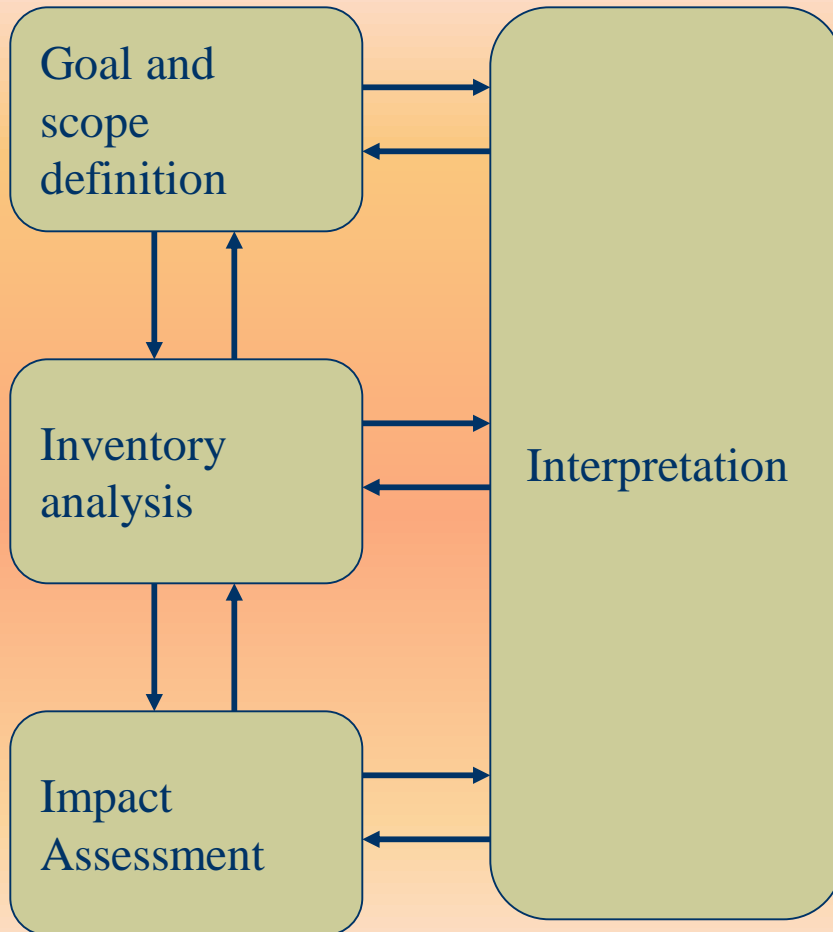 Goal and
scope
definition
Inventory
analysis
Interpretation
Impact
Assessment